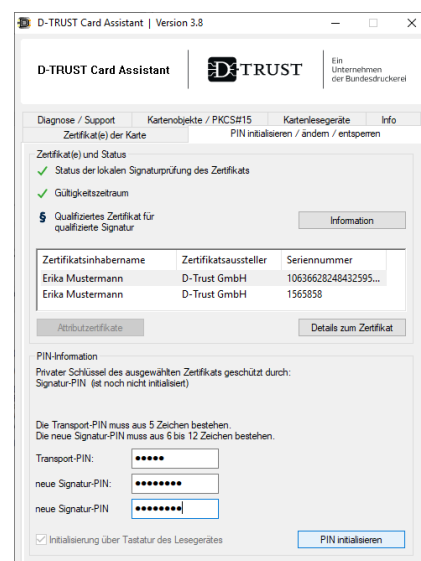 D-TRUST Card Assistant | Version 3.8
D-TRUST Card Assistant
D-TRUST
Ein
Unternehmen
der Bundesdruckerei
Diagnose / Support Kartenobjekte / PKCS#15 Kartenlesegeräte Info
Zertifikat(e) der Karte PIN initialisieren / ändern / entsperren
Zertifikat(e) und Status
Status der lokalen Signaturprüfung des Zertifikats
Gültigkeitszeitraum
§ Qualifiziertes Zertifikat für
qualifizierte Signatur
Information
Zertifikatsinhabername Zertifikatsaussteller Seriennummer
Erika Mustermann D-Trust GmbH 10636628248432595...
Erika Mustermann D-Trust GmbH 1565858
Attributzertifikate Details zum Zertifikat
PIN-Information
Privater Schlüssel des ausgewählten Zertifikats geschützt durch:
Signatur-PIN (ist noch nicht initialisiert)
Die Transport-PIN muss aus 5 Zeichen bestehen.
Die neue Signatur-PIN muss aus 6 bis 12 Zeichen bestehen.
Transport-PIN: •••••
neue Signatur-PIN: ••••••••
neue Signatur-PIN ••••••••
Initialisierung über Tastatur des Lesegerätes PIN initialisieren